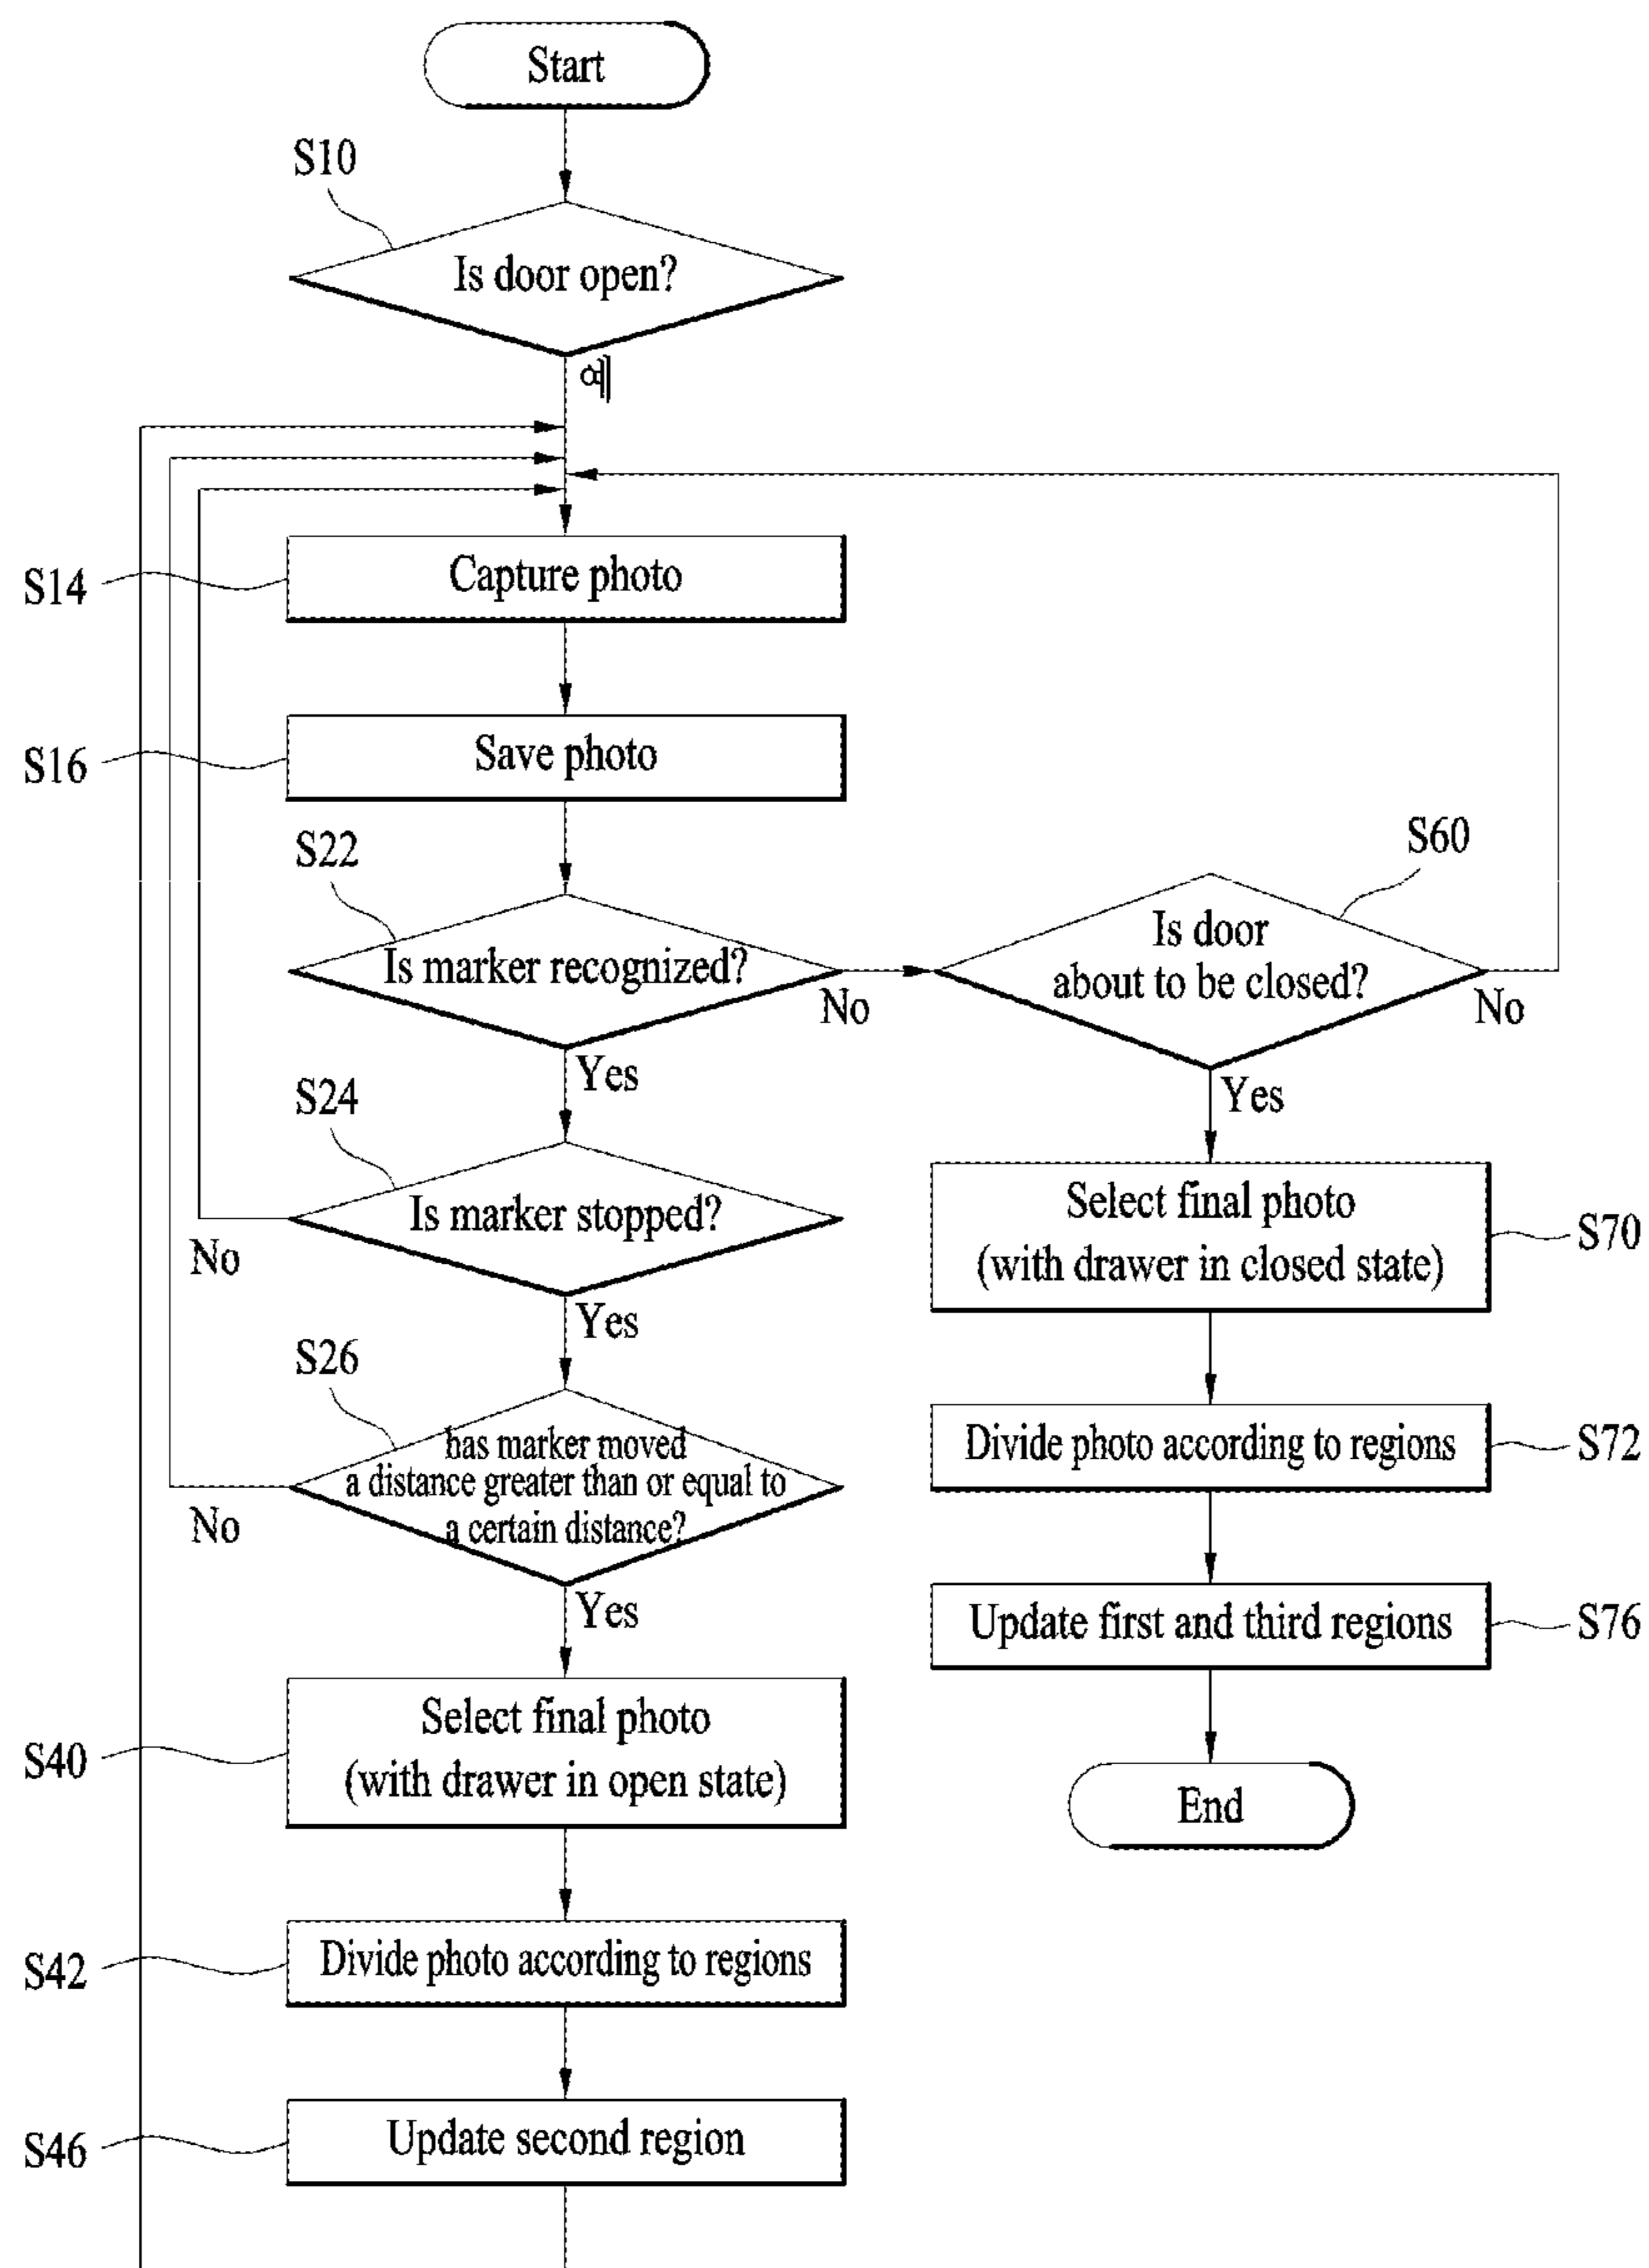 Start
S10
Is door open?
예
S14
Capture photo
S16
Save photo
S22
Is marker recognized?
No
Yes
S60
Is door
about to be closed?
No
Yes
S24
Is marker stopped?
No
Yes
S70
Select final photo
(with drawer in closed state)
S26
has marker moved
a distance greater than or equal to
a certain distance?
No
Yes
S72
Divide photo according to regions
S76
Update first and third regions
S40
Select final photo
(with drawer in open state)
End
S42
Divide photo according to regions
S46
Update second region